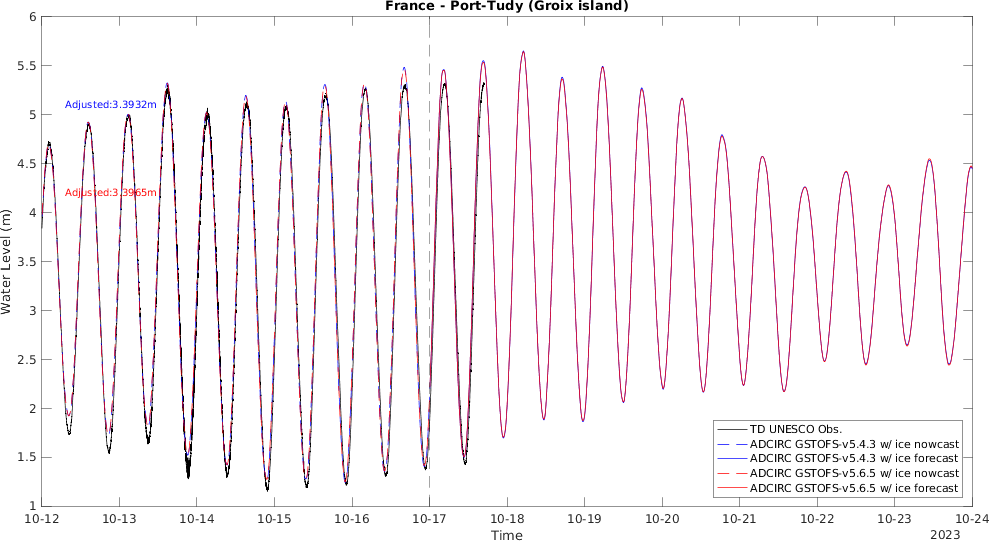 France - Port-Tudy (Groix island)
6
5.5
5
4.5
4
3.5
3
2.5
2
1.5
1
Water Level (m)
Adjusted:3.3932m
Adjusted:3.3965m
TD UNESCO Obs.
ADCIRC GSTOFS-v5.4.3 w/ ice nowcast
ADCIRC GSTOFS-v5.4.3 w/ ice forecast
ADCIRC GSTOFS-v5.6.5 w/ ice nowcast
ADCIRC GSTOFS-v5.6.5 w/ ice forecast
10-12 10-13 10-14 10-15 10-16 10-17 10-18 10-19 10-20 10-21 10-22 10-23 10-24
Time
2023